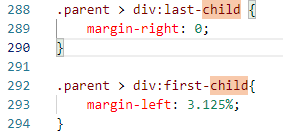 288 .parent > div:last-child {
289 margin-right: 0;
290 }
291
292 .parent > div:first-child{
293 margin-left: 3.125%;
294 }